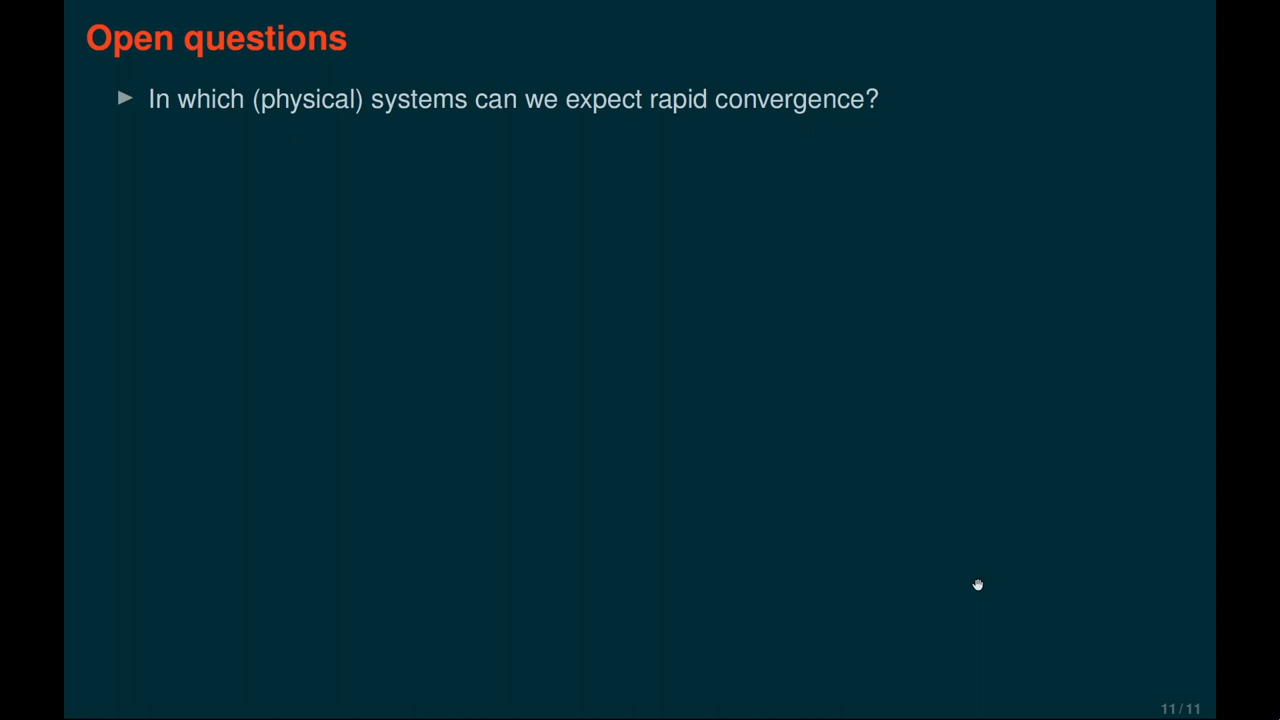 Open questions
▶ In which (physical) systems can we expect rapid convergence?
11/11